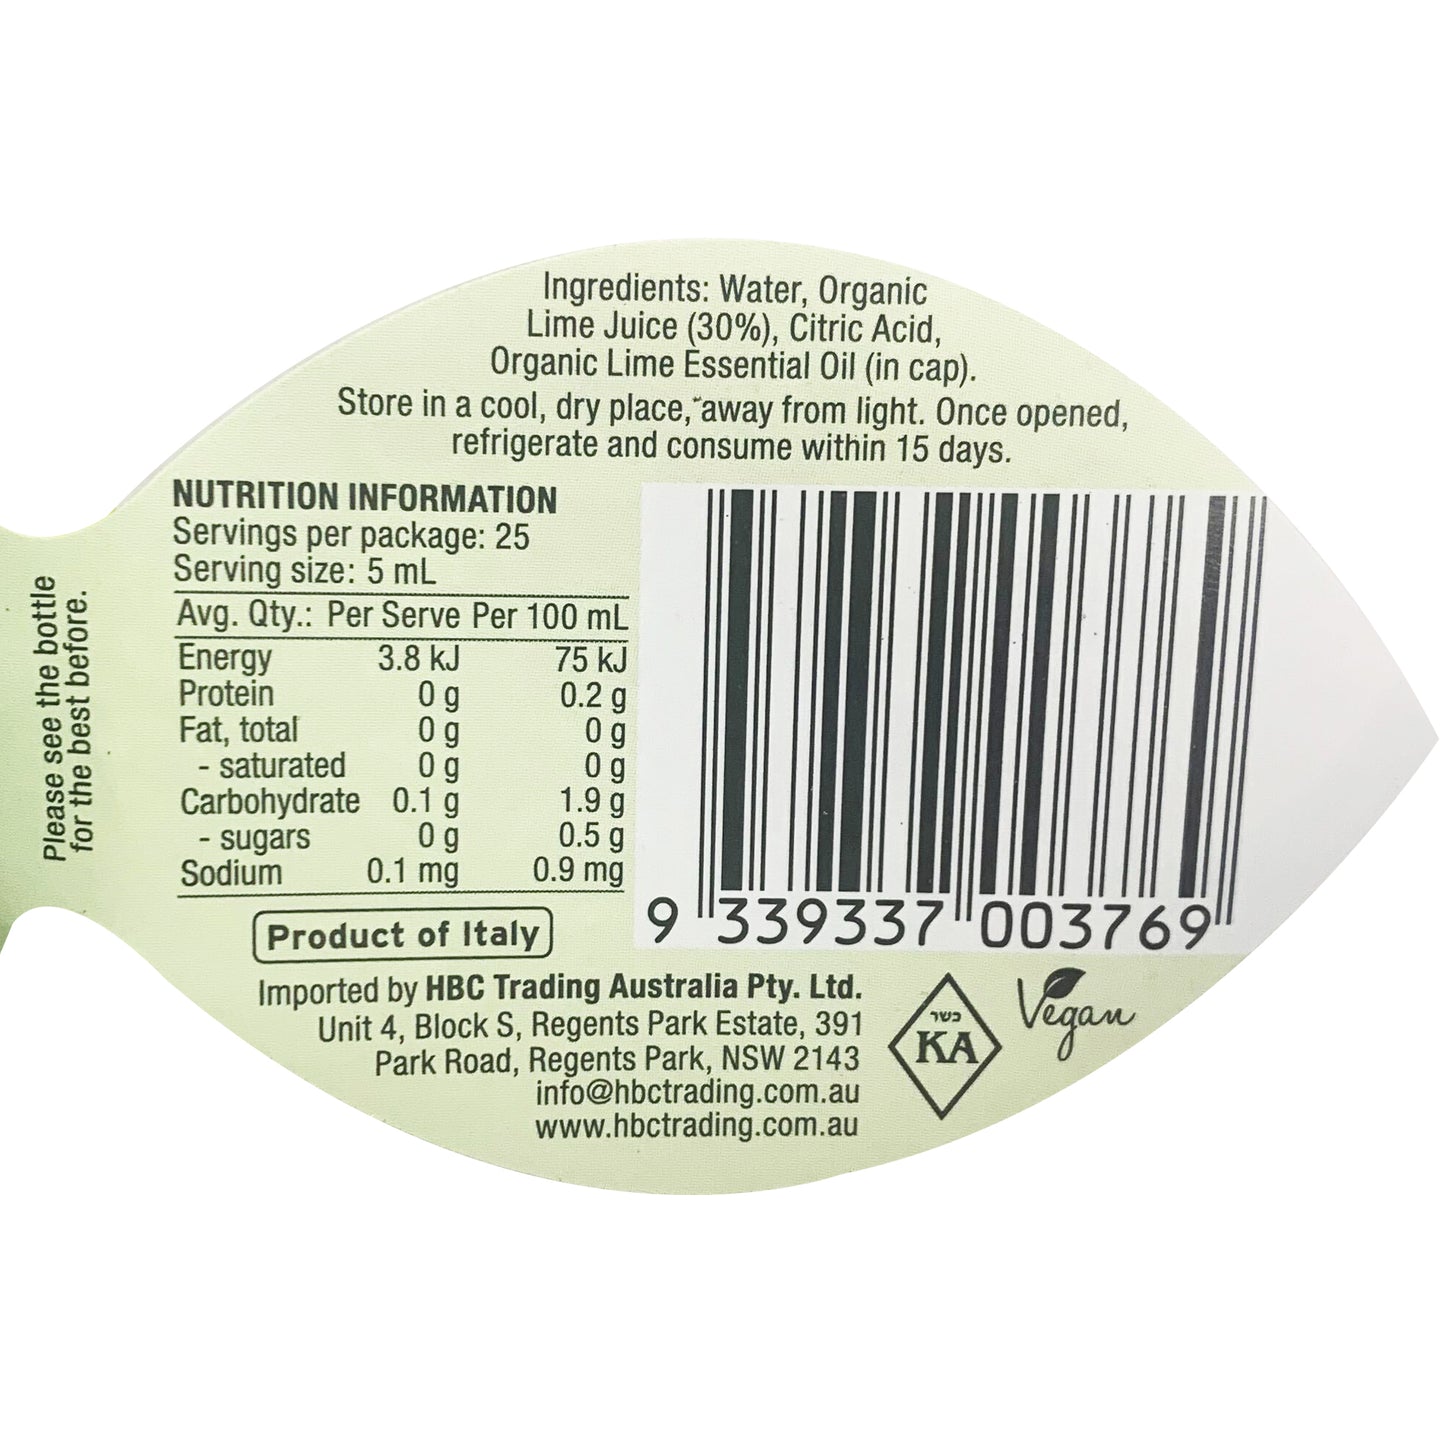 Ingredients: Water, Organic
Lime Juice (30%), Citric Acid,
Organic Lime Essential Oil (in cap).
Store in a cool, dry place, away from light. Once opened,
refrigerate and consume within 15 days.
NUTRITION INFORMATION
Servings per package: 25
Serving size: 5 mL
Avg. Qty.: Per Serve Per 100 mL
Energy 3.8 kJ 75 kJ
Protein 0 g 0.2 g
Fat, total 0 g 0 g
- saturated 0 g 0 g
Carbohydrate 0.1 g 1.9 g
- sugars 0 g 0.5 g
Sodium 0.1 mg 0.9 mg
Product of Italy
Imported by HBC Trading Australia Pty. Ltd.
Unit 4, Block S, Regents Park Estate, 391
Park Road, Regents Park, NSW 2143
info@hbctrading.com.au
www.hbctrading.com.au
Please see the bottle
for the best before.
9 339337 003769
כשר
KA
Vegan